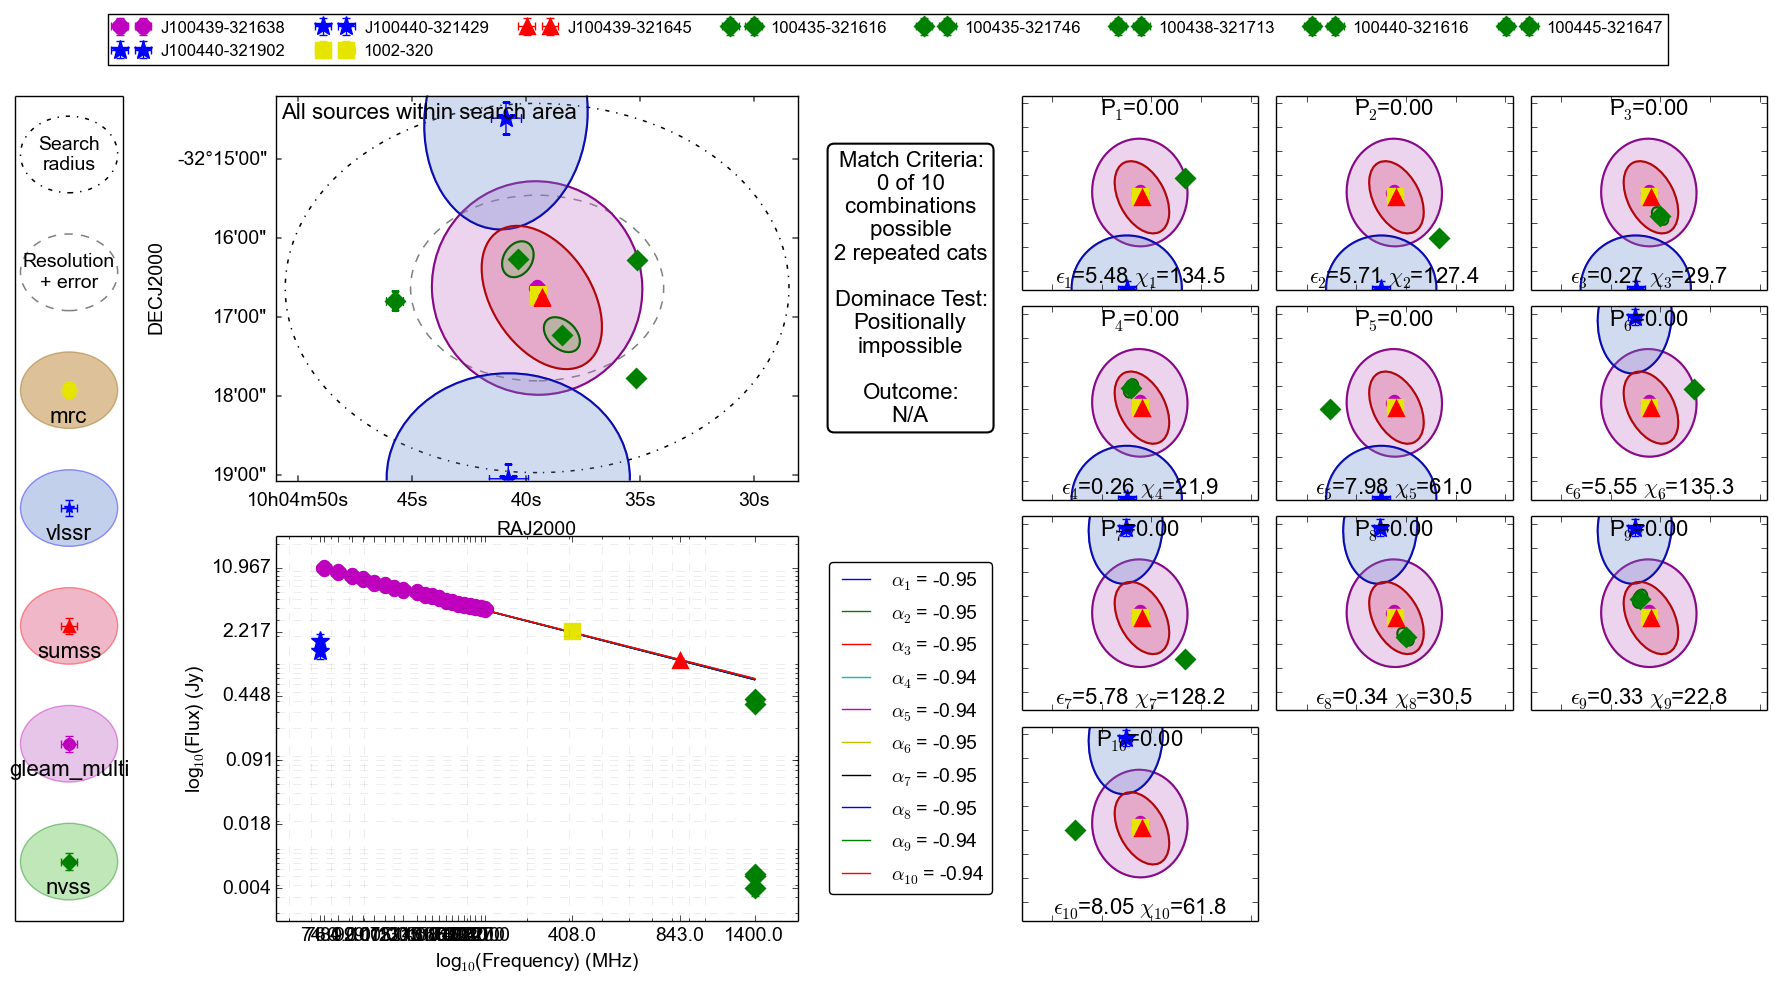 J100439-321638 J100440-321429 J100439-321645 100435-321616 100435-321746 100438-321713 100440-321616 100445-321647
J100440-321902 1002-320
Search
radius
Resolution
+ error
mrc
vlssr
sumss
gleam_multi
nvss
All sources within search area
DECJ2000
-32°15'00"
16'00"
17'00"
18'00"
19'00"
10h04m50s 45s 40s 35s 30s
RAJ2000
Match Criteria:
0 of 10
combinations
possible
2 repeated cats
Dominace Test:
Positionally
impossible
Outcome:
N/A
log₁₀(Flux) (Jy)
10.967
2.217
0.448
0.091
0.018
0.004
408.0 843.0 1400.0
log₁₀(Frequency) (MHz)
α₁ = -0.95
α₂ = -0.95
α₃ = -0.95
α₄ = -0.94
α₅ = -0.94
α₆ = -0.95
α₇ = -0.95
α₈ = -0.95
α₉ = -0.94
α₁₀ = -0.94
P₁=0.00
ϵ₁=5.48 χ₁=134.5
P₂=0.00
ϵ₂=5.71 χ₂=127.4
P₃=0.00
ϵ₃=0.27 χ₃=29.7
P₄=0.00
ϵ₄=0.26 χ₄=21.9
P₅=0.00
ϵ₅=7.98 χ₅=61.0
P₆=0.00
ϵ₆=5.55 χ₆=135.3
P₇=0.00
ϵ₇=5.78 χ₇=128.2
P₈=0.00
ϵ₈=0.34 χ₈=30.5
P₉=0.00
ϵ₉=0.33 χ₉=22.8
P₁₀=0.00
ϵ₁₀=8.05 χ₁₀=61.8